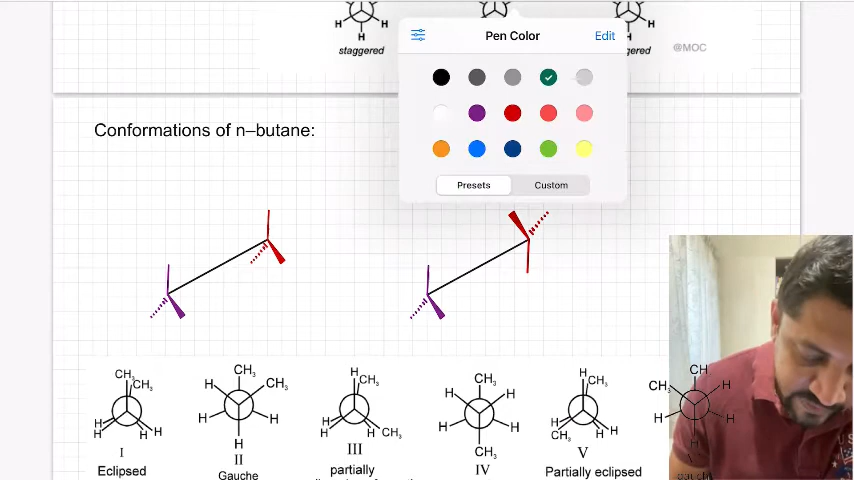 H H
H
staggered
Pen Color
Edit
gered
@MOC
Presets
Custom
Conformations of n–butane:
CH₃
CH₃
H
H
H
H
I
Eclipsed
CH₃
H
CH₃
H
H
H
II
Gauche
H
CH₃
H
H
H
CH₃
III
partially
CH₃
H
H
H
H
CH₃
IV
H
CH₃
H
H
CH₃
H
V
Partially eclipsed
CH
CH₃
H
H
H
H